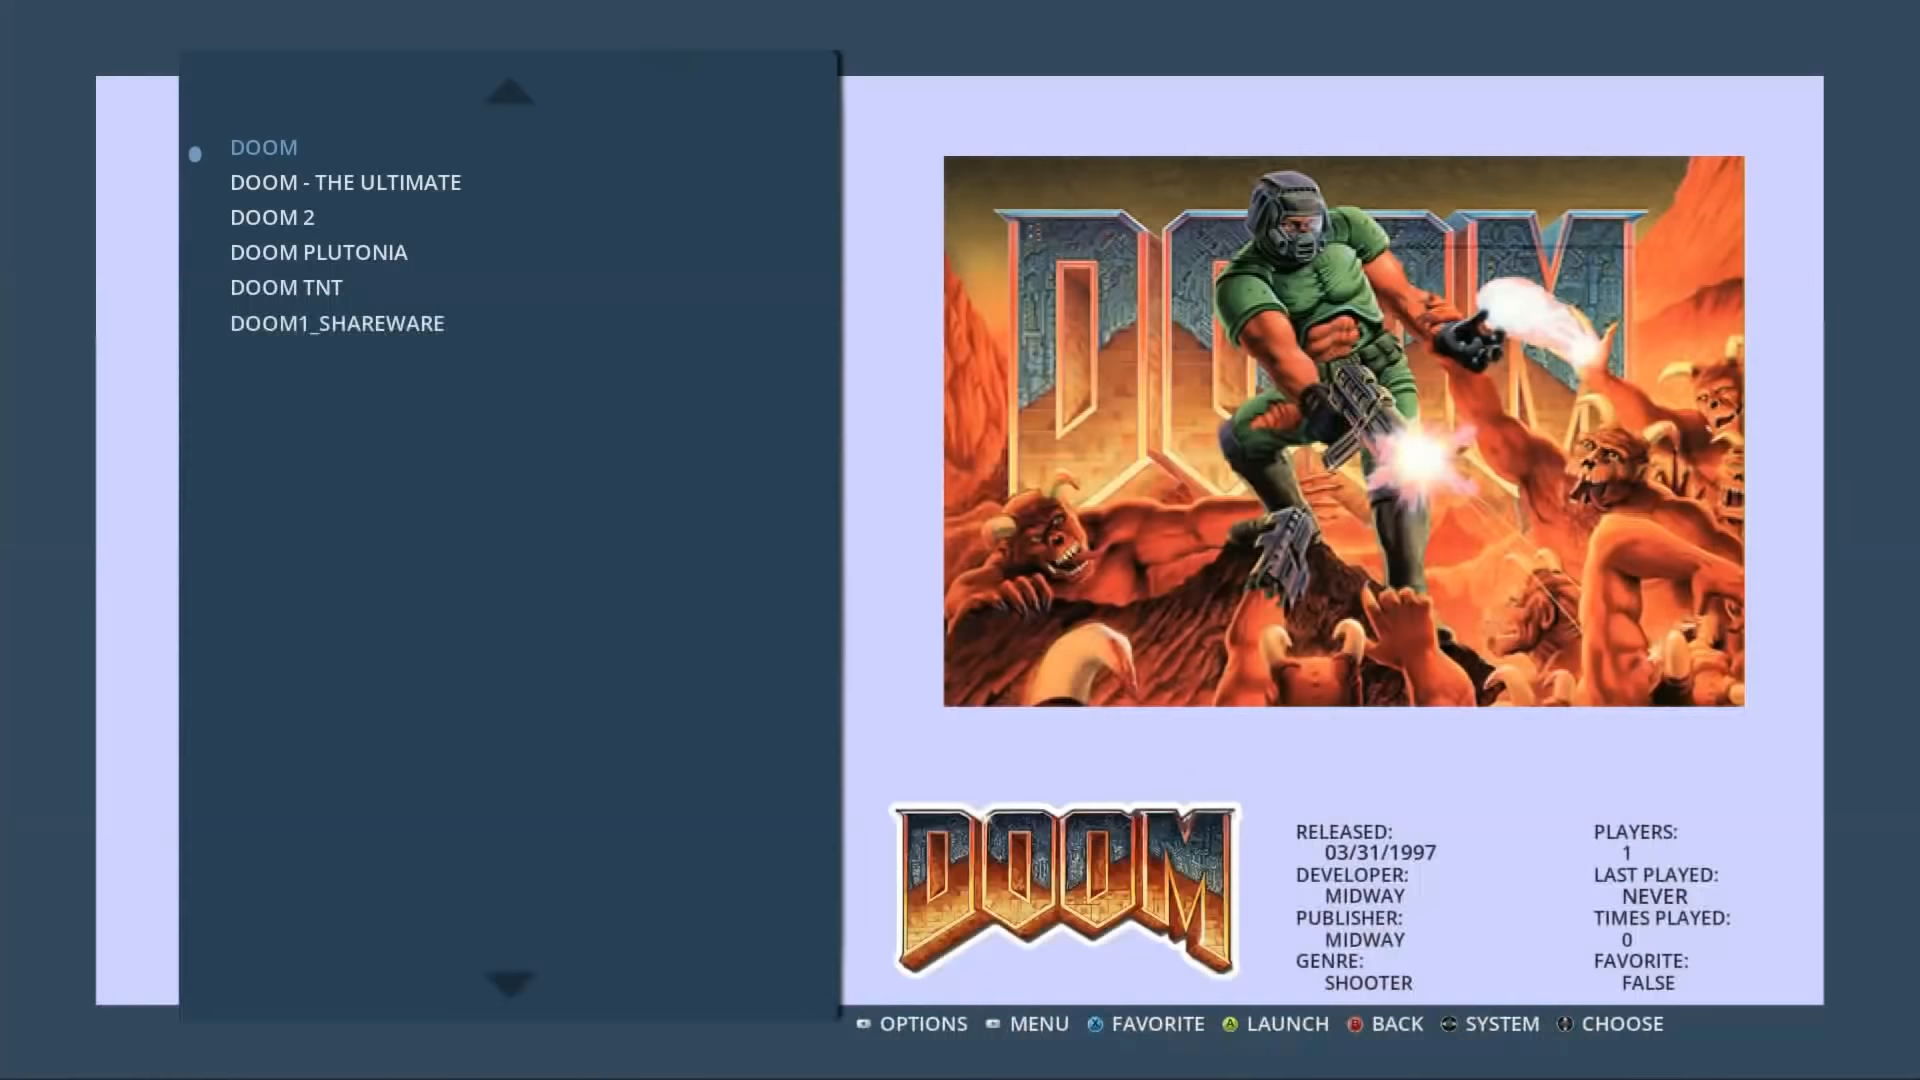 DOOM
DOOM - THE ULTIMATE
DOOM 2
DOOM PLUTONIA
DOOM TNT
DOOM1_SHAREWARE
DOOM
DOOM
RELEASED:
03/31/1997
DEVELOPER:
MIDWAY
PUBLISHER:
MIDWAY
GENRE:
SHOOTER
PLAYERS:
1
LAST PLAYED:
NEVER
TIMES PLAYED:
0
FAVORITE:
FALSE
OPTIONS MENU X FAVORITE A LAUNCH B BACK SYSTEM CHOOSE